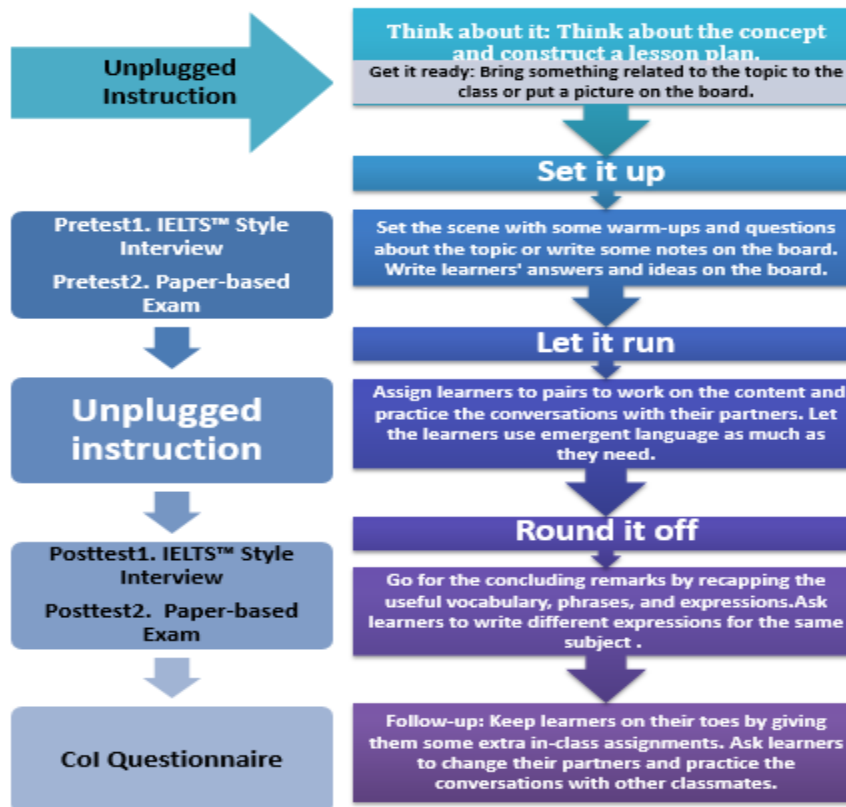 Unplugged
Instruction
Think about it: Think about the concept
and construct a lesson plan.
Get it ready: Bring something related to the topic to the
class or put a picture on the board.
Set it up
Set the scene with some warm-ups and questions
about the topic or write some notes on the board.
Write learners' answers and ideas on the board.
Let it run
Assign learners to pairs to work on the content and
practice the conversations with their partners. Let
the learners use emergent language as much as
they need.
Round it off
Go for the concluding remarks by recapping the
useful vocabulary, phrases, and expressions.Ask
learners to write different expressions for the same
subject .
Follow-up: Keep learners on their toes by giving
them some extra in-class assignments. Ask learners
to change their partners and practice the
conversations with other classmates.
Pretest1. IELTS™ Style
Interview
Pretest2. Paper-based
Exam
Unplugged
instruction
Posttest1. IELTS™ Style
Interview
Posttest2. Paper-based
Exam
CoI Questionnaire